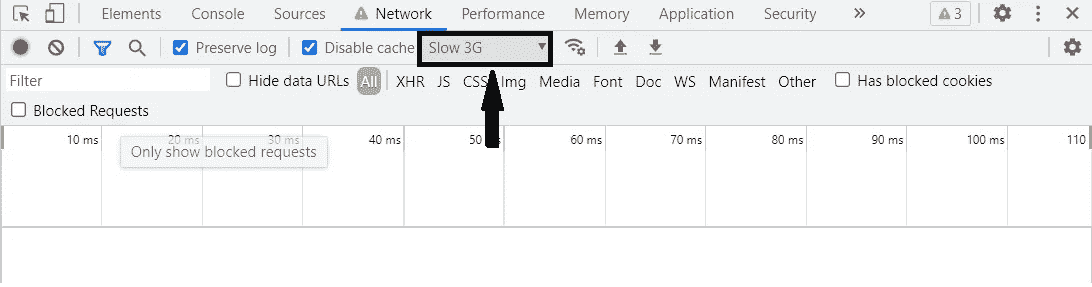 Elements Console Sources Network Performance Memory Application Security » 3
Preserve log Disable cache Slow 3G
Filter Hide data URLs All XHR JS CSS Img Media Font Doc WS Manifest Other Has blocked cookies
Blocked Requests
10 ms 20 ms 30 ms 40 ms 50 ms 60 ms 70 ms 80 ms 90 ms 100 ms 110
Only show blocked requests